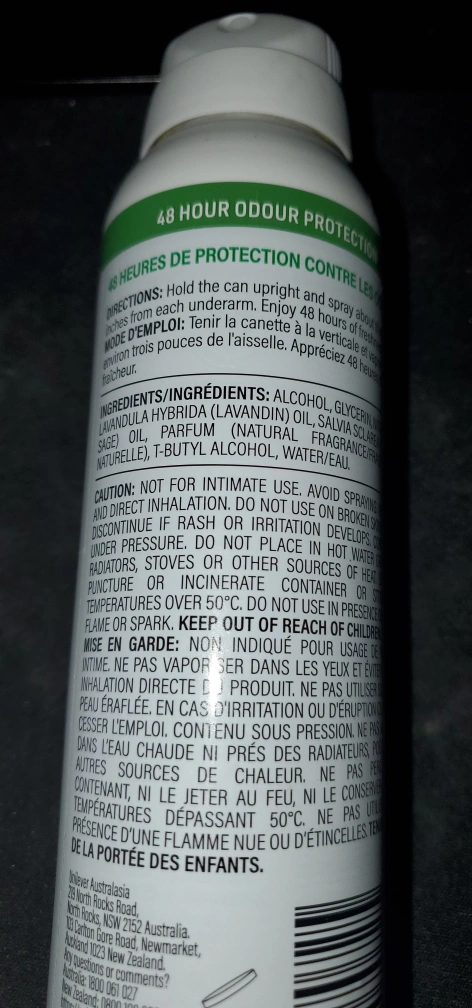 48 HOUR ODOUR PROTECTION
48 HEURES DE PROTECTION CONTRE LES
DIRECTIONS: Hold the can upright and spray about
inches from each underarm. Enjoy 48 hours of
MODE D'EMPLOI: Tenir la canette à la verticale et
environ trois pouces de l'aisselle. Appréciez 48 heures
fraîcheur.
INGREDIENTS/INGRÉDIENTS: ALCOHOL, GLYCERIN,
LAVANDULA HYBRIDA (LAVANDIN) OIL, SALVIA
SAGE) OIL, PARFUM (NATURAL FRAGRANCE/
NATURELLE), T-BUTYL ALCOHOL, WATER/EAU.
CAUTION: NOT FOR INTIMATE USE. AVOID SPRAYING
AND DIRECT INHALATION. DO NOT USE ON BROKEN
DISCONTINUE IF RASH OR IRRITATION DEVELOPS.
UNDER PRESSURE. DO NOT PLACE IN HOT WATER
RADIATORS, STOVES OR OTHER SOURCES OF HEAT.
PUNCTURE OR INCINERATE CONTAINER OR
TEMPERATURES OVER 50°C. DO NOT USE IN PRESENCE
FLAME OR SPARK. KEEP OUT OF REACH OF CHILDREN
MISE EN GARDE: NON INDIQUÉ POUR USAGE
INTIME. NE PAS VAPORISER DANS LES YEUX ET
INHALATION DIRECTE DU PRODUIT. NE PAS UTILISER
PEAU ÉRAFLÉE. EN CAS D'IRRITATION OU D'ÉRUPTION
CESSER L'EMPLOI. CONTENU SOUS PRESSION. NE PAS
DANS L'EAU CHAUDE NI PRÉS DES RADIATEURS,
AUTRES SOURCES DE CHALEUR. NE PAS
CONTENANT, NI LE JETER AU FEU, NI LE
TEMPÉRATURES DÉPASSANT 50°C. NE PAS
PRÉSENCE D'UNE FLAMME NUE OU D'ÉTINCELLES.
DE LA PORTÉE DES ENFANTS.
Unilever Australasia
219 North Rocks Road,
North Rocks, NSW 2152 Australia.
103 Carlton Gore Road, Newmarket,
Auckland 1023 New Zealand.
Any questions or comments?
Australia: 1800 061 027
New Zealand: 0800